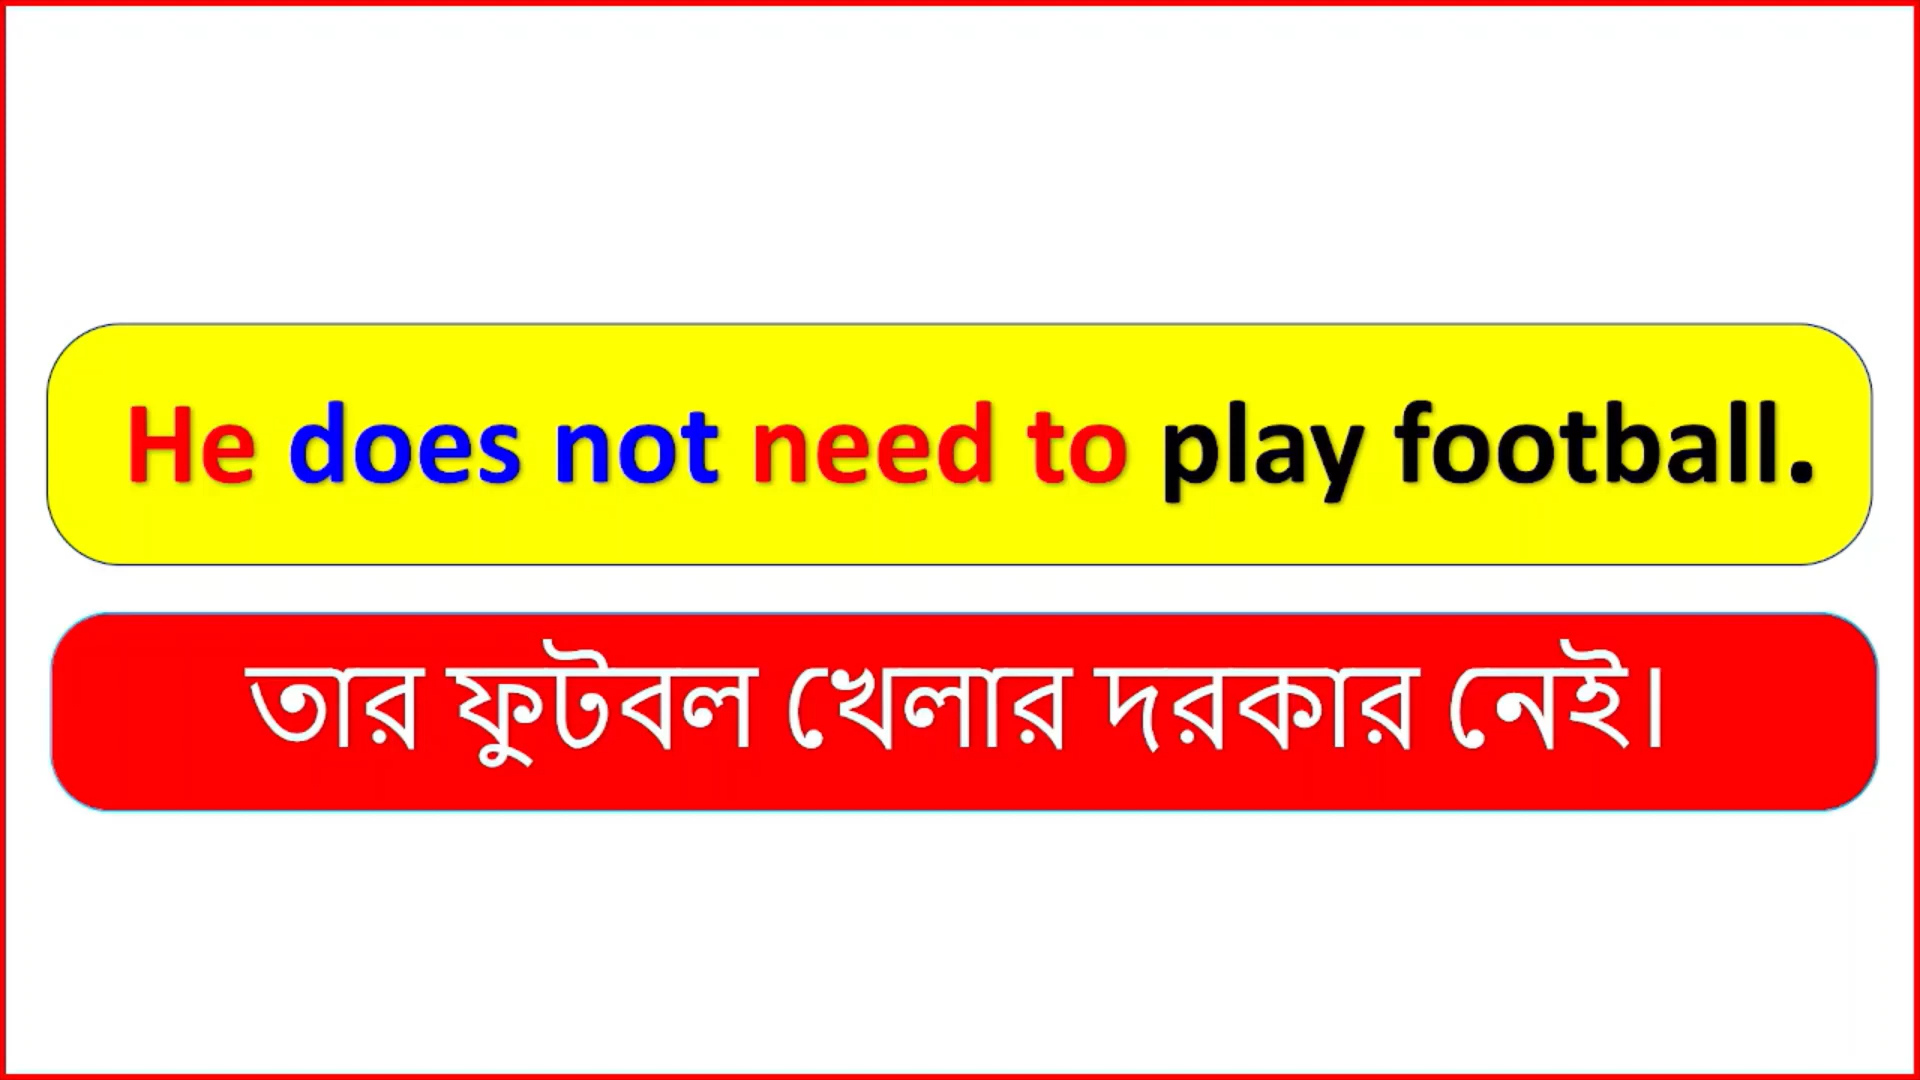 He does not need to play football.
তার ফুটবল খেলার দরকার নেই।